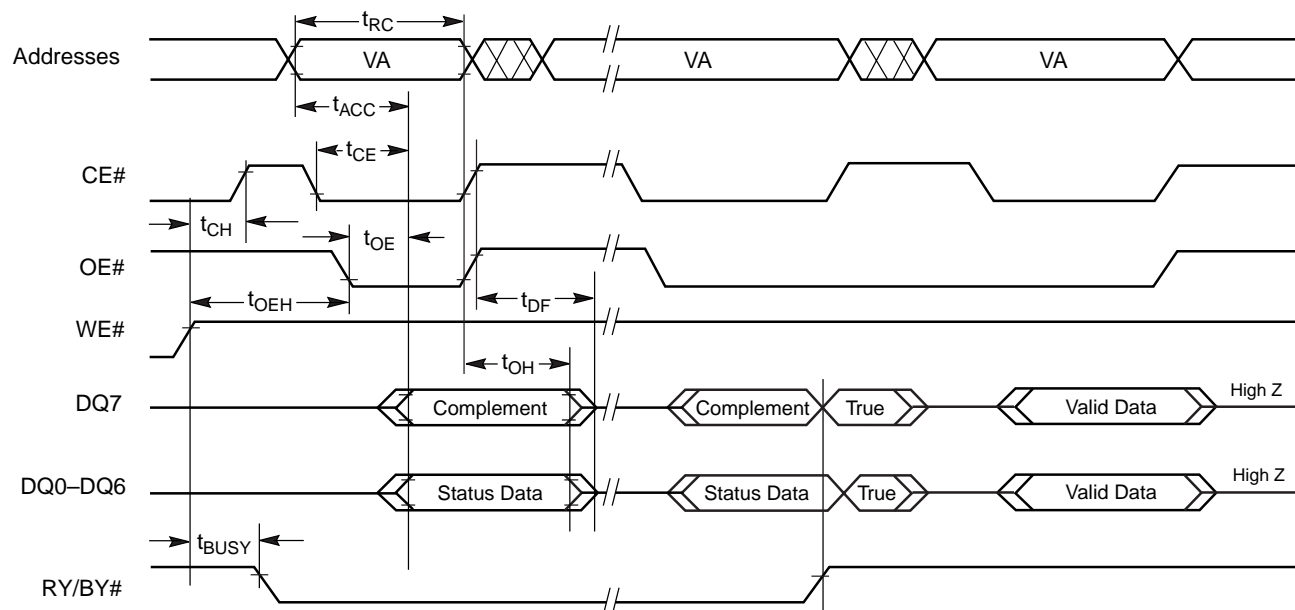 tRC
Addresses VA VA VA
tACC
tCE
CE#
tCH
tOE
OE#
tOEH tDF
WE#
tOH
DQ7 Complement Complement True Valid Data High Z
DQ0–DQ6 Status Data Status Data True Valid Data High Z
tBUSY
RY/BY#